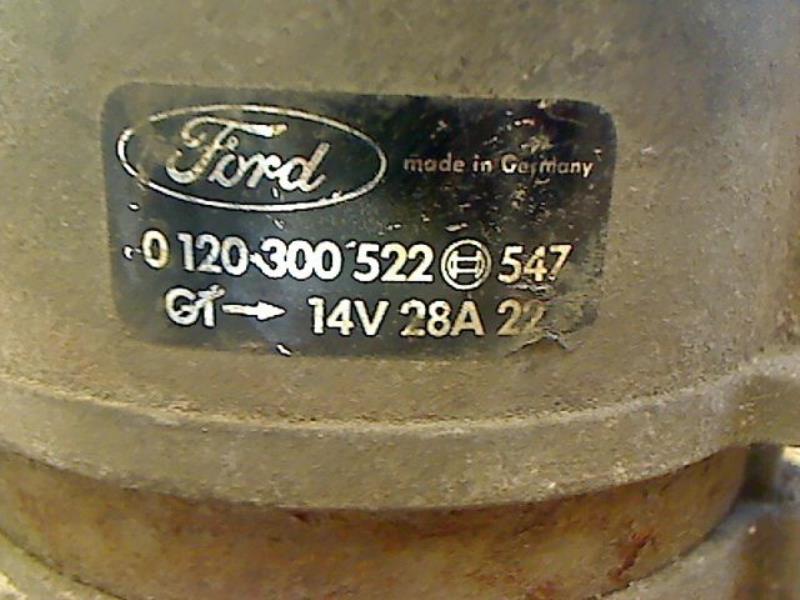 Ford made in Germany
0 120 300 522 547
G1 → 14V 28A 22